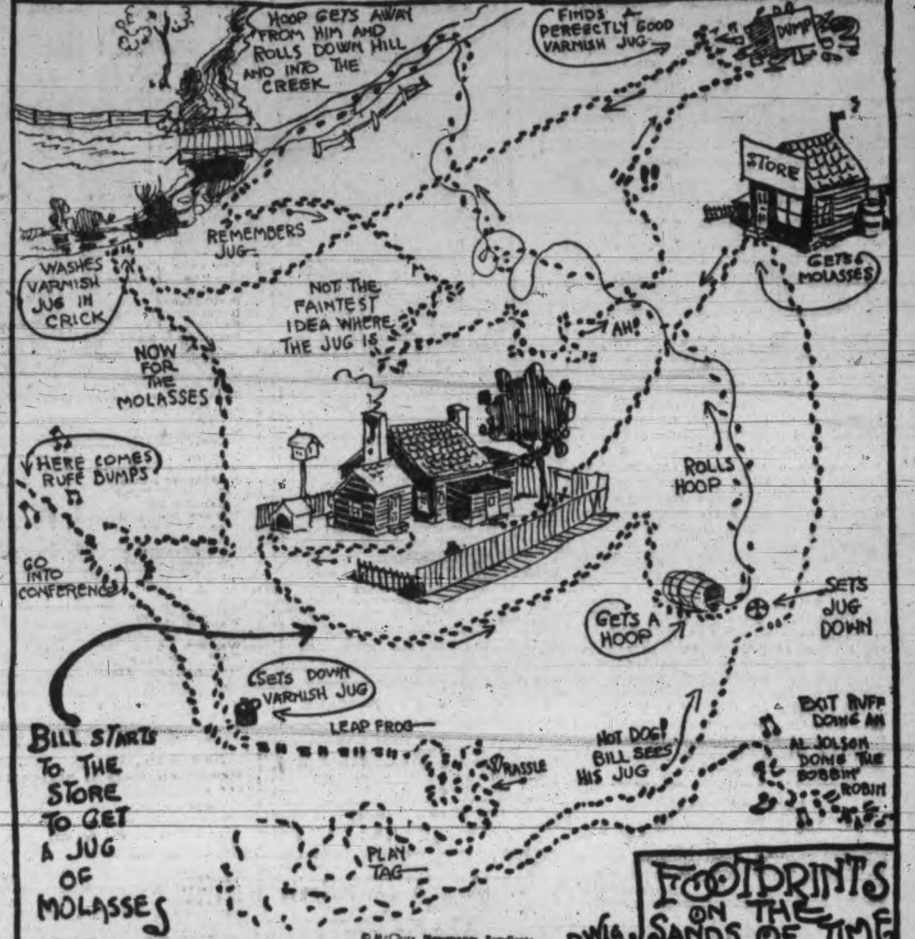 HOOP GETS AWAY
FROM HIM AND
ROLLS DOWN HILL
AND INTO THE
CREEK
FINDS A
PERFECTLY GOOD
VARNISH JUG
DUMP
STORE
GETS
MOLASSES
REMEMBERS
JUG
WASHES
VARNISH
JUG IN
CRICK
NOT THE
FAINTEST
IDEA WHERE
THE JUG IS
AH!
NOW
FOR
THE
MOLASSES
HERE COMES
RUFF BUMPS
ROLLS
HOOP
GO
INTO
CONFERENCE
GETS A
HOOP
SETS
JUG
DOWN
SETS DOWN
VARNISH JUG
BILL STARTS
TO THE
STORE
TO GET
A JUG
OF
MOLASSES
LEAP FROG
RASSLE
HOT DOG!
BILL SEES
HIS JUG
EXIT RUFF
DOING AN
AL JOLSON
DOING THE
BOBBIN'
ROBIN
PLAY
TAG
FOOTPRINTS
ON THE
SANDS OF TIME
DWIG